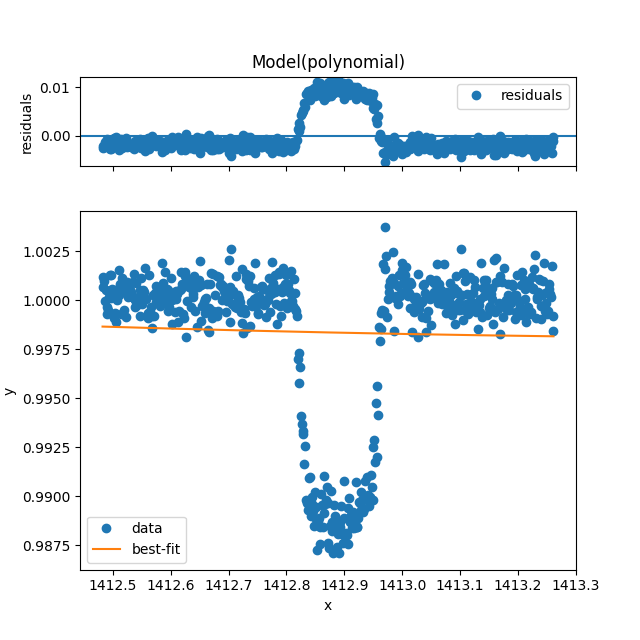 Model(polynomial)
0.01
0.00
residuals
residuals
1.0025
1.0000
0.9975
0.9950
0.9925
0.9900
0.9875
y
data
best-fit
1412.5 1412.6 1412.7 1412.8 1412.9 1413.0 1413.1 1413.2 1413.3
x